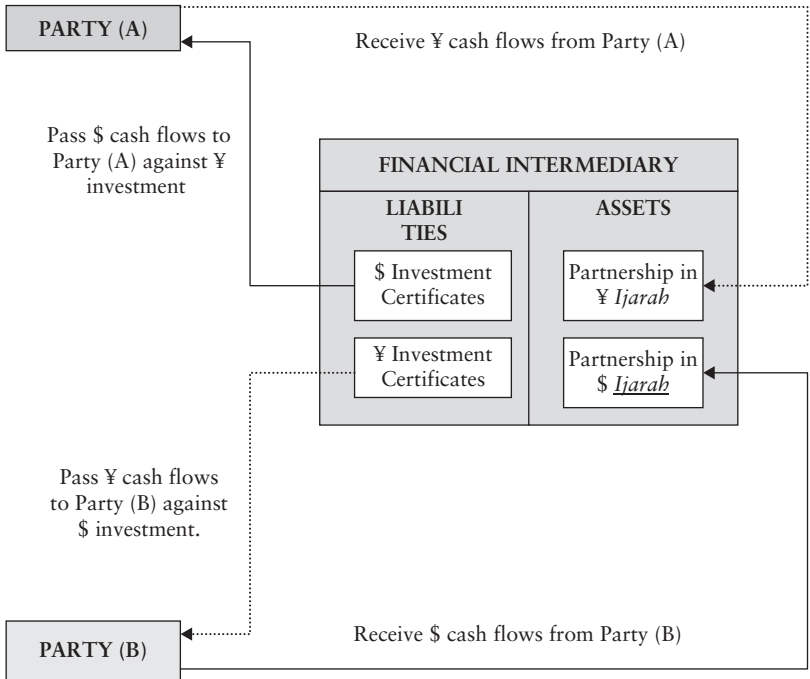 PARTY (A)
Receive ¥ cash flows from Party (A)
Pass $ cash flows to
Party (A) against ¥
investment
FINANCIAL INTERMEDIARY
LIABILI
TIES
ASSETS
$ Investment
Certificates
Partnership in
¥ Ijarah
¥ Investment
Certificates
Partnership in
$ Ijarah
Pass ¥ cash flows
to Party (B) against
$ investment.
PARTY (B)
Receive $ cash flows from Party (B)